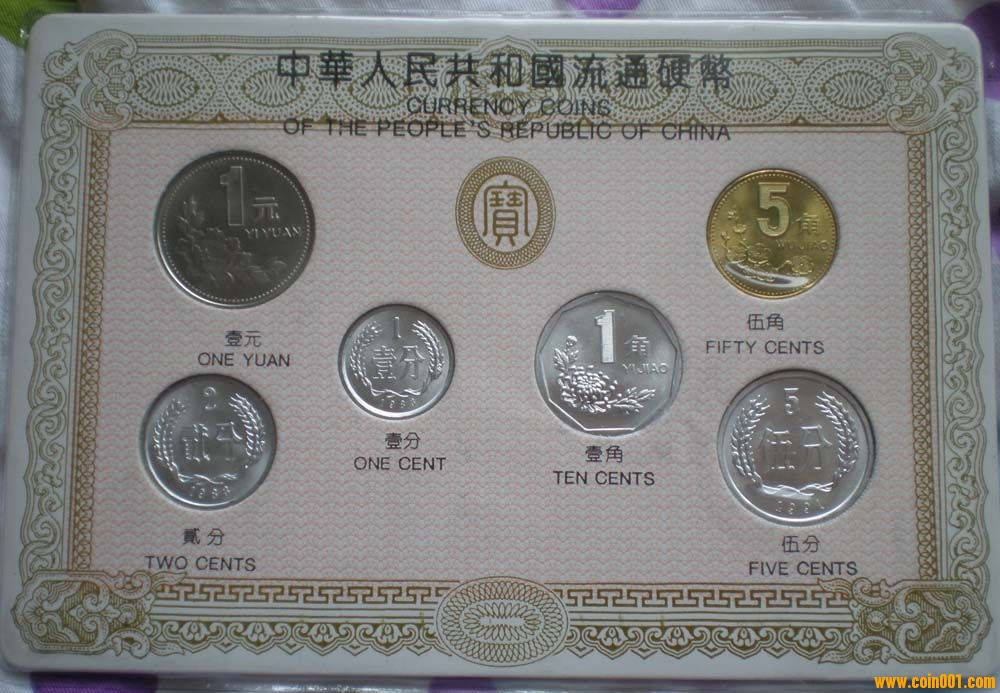 中華人民共和國流通硬幣
CURRENCY COINS
OF THE PEOPLE'S REPUBLIC OF CHINA
1元
YI YUAN
壹元
ONE YUAN
寶
5角
WU JIAO
伍角
FIFTY CENTS
1
壹分
壹分
ONE CENT
1角
YI JIAO
壹角
TEN CENTS
2
贰分
貳分
TWO CENTS
5
伍分
1991
伍分
FIVE CENTS
www.coin001.com